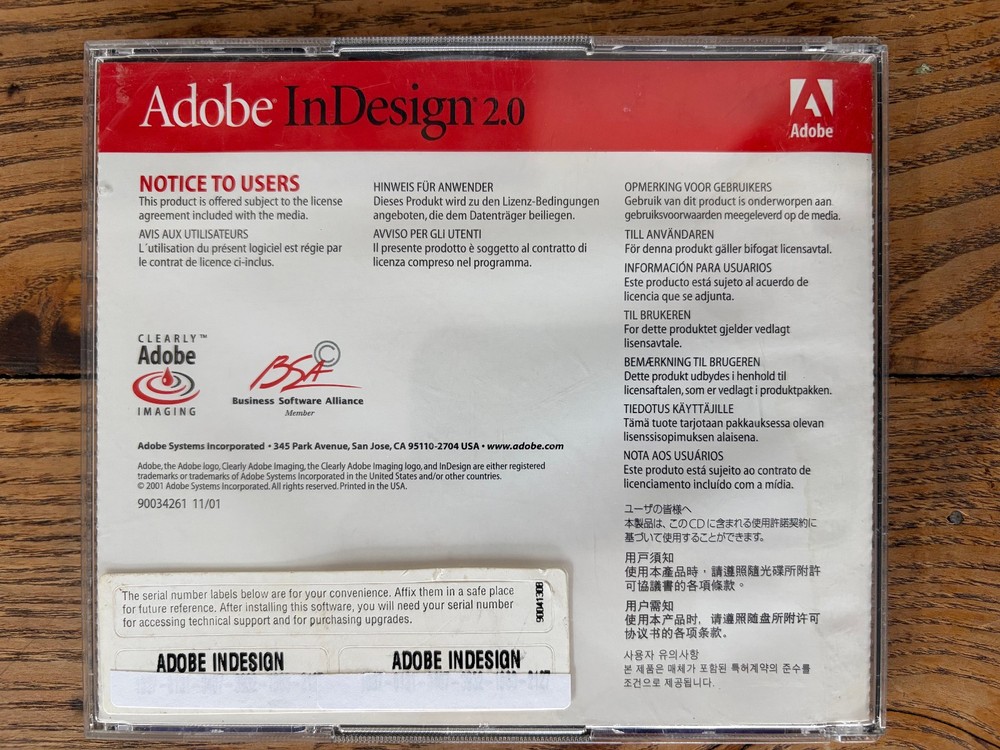 Adobe® InDesign® 2.0
Adobe
NOTICE TO USERS
This product is offered subject to the license
agreement included with the media.
AVIS AUX UTILISATEURS
L´utilisation du présent logiciel est régie par
le contrat de licence ci-inclus.
HINWEIS FÜR ANWENDER
Dieses Produkt wird zu den Lizenz-Bedingungen
angeboten, die dem Datenträger beiliegen.
AVVISO PER GLI UTENTI
Il presente prodotto è soggetto al contratto di
licenza compreso nel programma.
OPMERKING VOOR GEBRUIKERS
Gebruik van dit product is onderworpen aan
gebruiksvoorwaarden meegeleverd op de media.
TILL ANVÄNDAREN
För denna produkt gäller bifogat licensavtal.
INFORMACIÓN PARA USUARIOS
Este producto está sujeto al acuerdo de
licencia que se adjunta.
TIL BRUKEREN
For dette produktet gjelder vedlagt
lisensavtale.
BEMÆRKNING TIL BRUGEREN
Dette produkt udbydes i henhold til
licensaftalen, som er vedlagt i produktpakken.
TIEDOTUS KÄYTTÄJILLE
Tämä tuote tarjotaan pakkauksessa olevan
lisenssisopimuksen alaisena.
NOTA AOS USUÁRIOS
Este produto está sujeito ao contrato de
licenciamento incluído com a mídia.
ユーザの皆様へ
本製品は、このCDに含まれる使用許諾契約に
基づいて使用することができます。
用戶須知
使用本產品時，請遵照隨光碟所附許
可協議書的各項條款。
用户需知
使用本产品时，请遵照随盘所附许可
协议书的各项条款。
사용자 유의사항
본 제품은 매체가 포함된 특허계약의 준수를
조건으로 제공됩니다.
CLEARLY™
Adobe
IMAGING
BSA ©
Business Software Alliance
Member
Adobe Systems Incorporated • 345 Park Avenue, San Jose, CA 95110-2704 USA • www.adobe.com
Adobe, the Adobe logo, Clearly Adobe Imaging, the Clearly Adobe Imaging logo, and InDesign are either registered
trademarks or trademarks of Adobe Systems Incorporated in the United States and/or other countries.
© 2001 Adobe Systems Incorporated. All rights reserved. Printed in the USA.
90034261 11/01
The serial number labels below are for your convenience. Affix them in a safe place
for future reference. After installing this software, you will need your serial number
for accessing technical support and for purchasing upgrades.
90041308
ADOBE INDESIGN
ADOBE INDESIGN